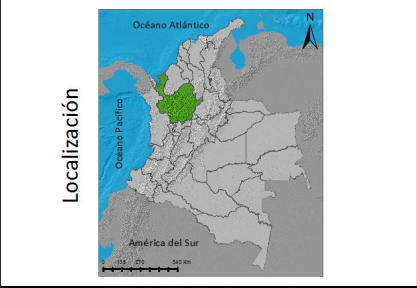 Océano Atlántico
N
Localización
Océano Pacífico
América del Sur
0 135 270 540 Km